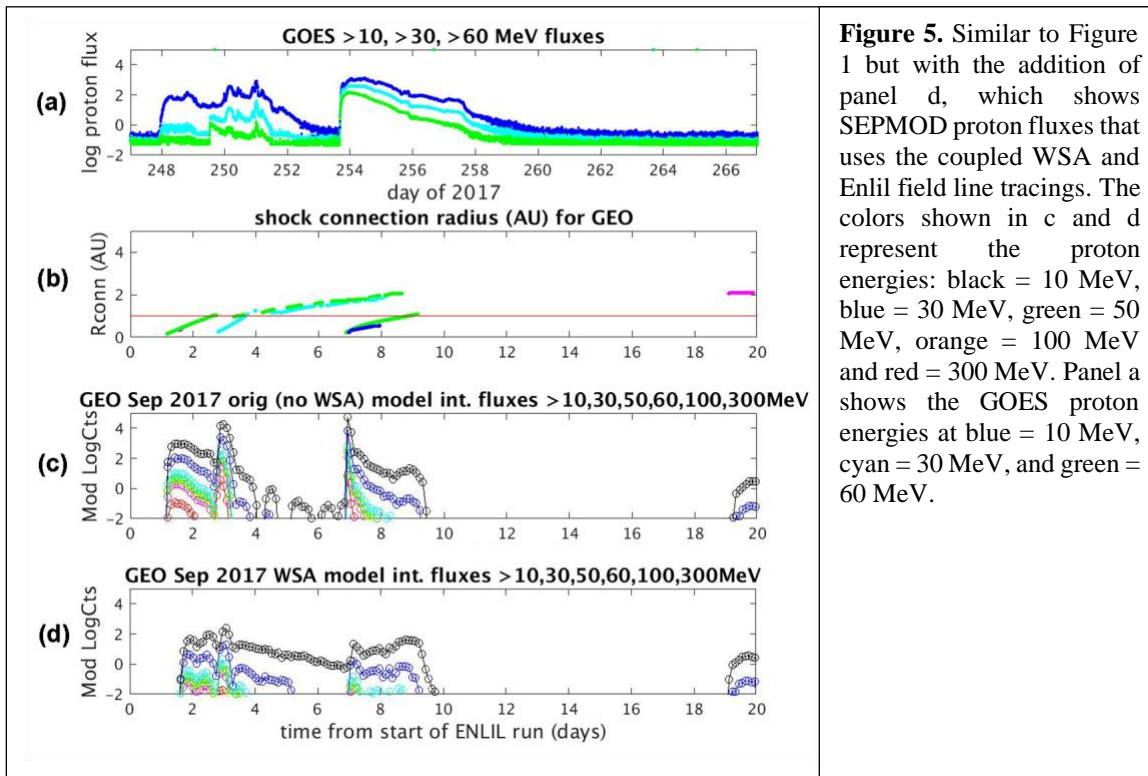 GOES >10, >30, >60 MeV fluxes
(a)
log proton flux
4
2
0
-2
248 250 252 254 256 258 260 262 264 266
day of 2017
shock connection radius (AU) for GEO
(b)
Rconn (AU)
4
2
0
0 2 4 6 8 10 12 14 16 18 20
GEO Sep 2017 orig (no WSA) model int. fluxes >10,30,50,60,100,300MeV
(c)
Mod LogCts
4
2
0
-2
0 2 4 6 8 10 12 14 16 18 20
GEO Sep 2017 WSA model int. fluxes >10,30,50,60,100,300MeV
(d)
Mod LogCts
4
2
0
-2
0 2 4 6 8 10 12 14 16 18 20
time from start of ENLIL run (days)
Figure 5. Similar to Figure
1 but with the addition of
panel d, which shows
SEPMOD proton fluxes that
uses the coupled WSA and
Enlil field line tracings. The
colors shown in c and d
represent the proton
energies: black = 10 MeV,
blue = 30 MeV, green = 50
MeV, orange = 100 MeV
and red = 300 MeV. Panel a
shows the GOES proton
energies at blue = 10 MeV,
cyan = 30 MeV, and green =
60 MeV.